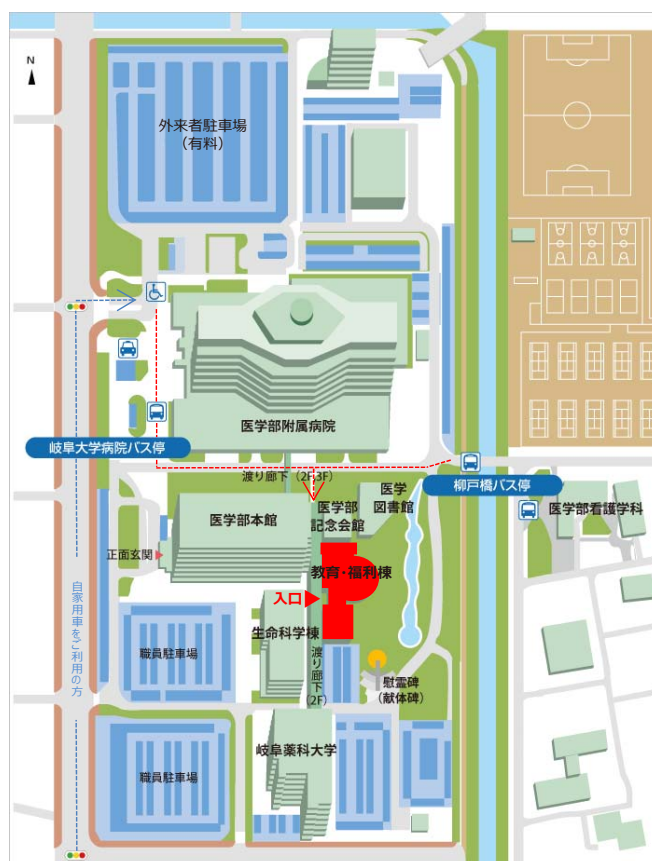 N
外来者駐車場
（有料）
医学部附属病院
岐阜大学病院バス停
渡り廊下（2F,3F）
柳戸橋バス停
医学部本館
医学部
記念会館
医学
図書館
医学部看護学科
正面玄関
教育・福利棟
入口
生命科学棟
自家用車をご利用の方
職員駐車場
渡り廊下
（2F）
慰霊碑
（献体碑）
岐阜薬科大学
職員駐車場